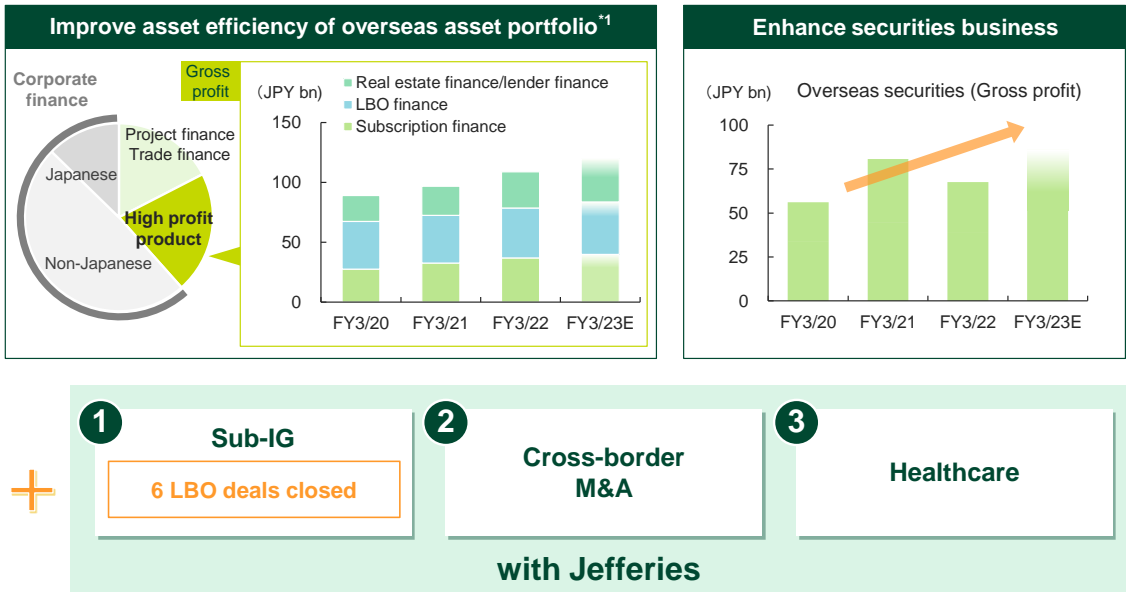 Improve asset efficiency of overseas asset portfolio*1
Corporate
finance
Project finance
Trade finance
Japanese
High profit
product
Non-Japanese
Gross
profit
（JPY bn)
Real estate finance/lender finance
LBO finance
Subscription finance
150
100
50
0
FY3/20
FY3/21
FY3/22
FY3/23E
Enhance securities business
（JPY bn)
Overseas securities (Gross profit)
100
75
50
25
0
FY3/20
FY3/21
FY3/22
FY3/23E
+
1
Sub-IG
6 LBO deals closed
2
Cross-border
M&A
3
Healthcare
with Jefferies